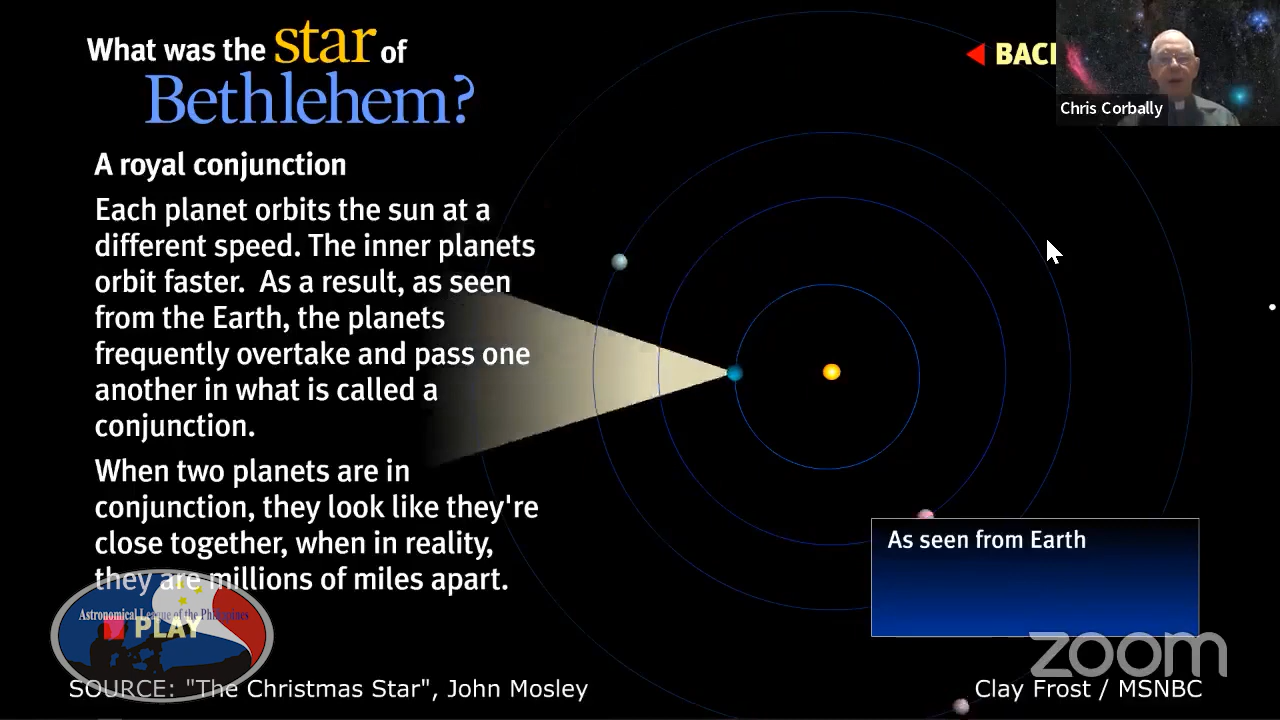 What was the star of
Bethlehem?
BACK
Chris Corbally
A royal conjunction
Each planet orbits the sun at a
different speed. The inner planets
orbit faster. As a result, as seen
from the Earth, the planets
frequently overtake and pass one
another in what is called a
conjunction.
When two planets are in
conjunction, they look like they're
close together, when in reality,
they are millions of miles apart.
As seen from Earth
Astronomical League of the Philippines
PLAY
zoom
SOURCE: "The Christmas Star", John Mosley
Clay Frost / MSNBC